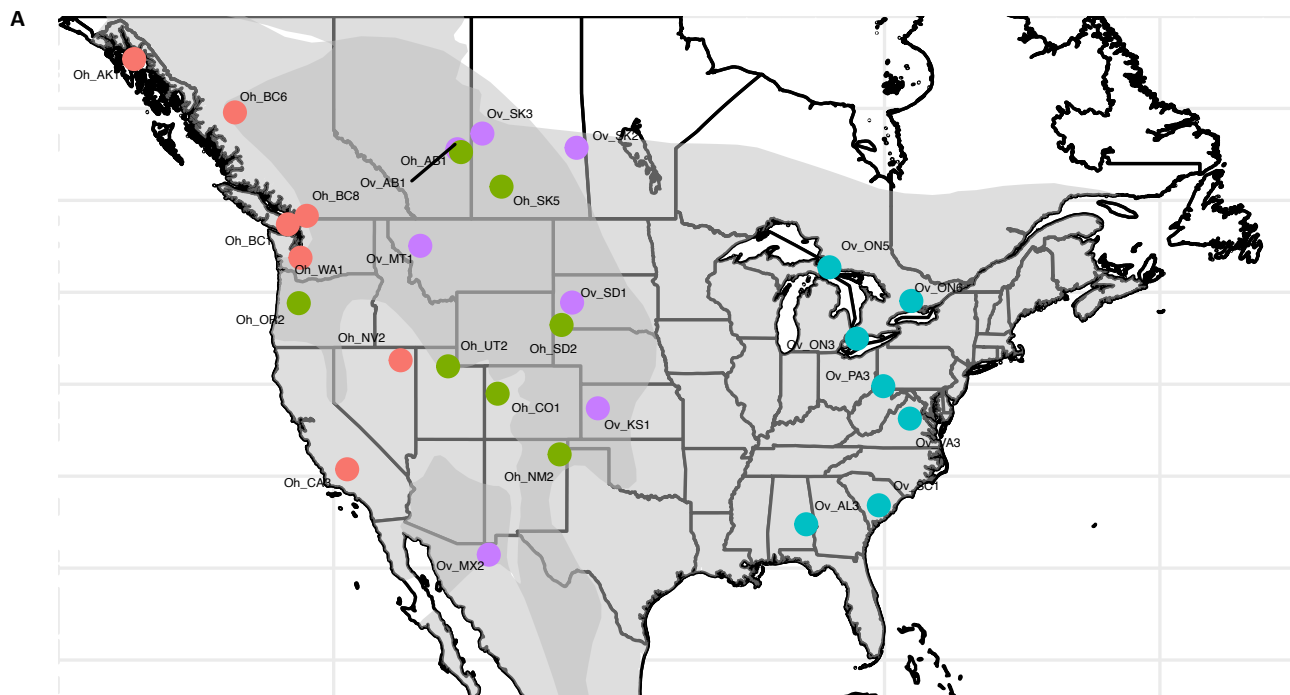 A
Oh_AK1
Oh_BC6
Ov_SK3
Ov_SK2
Oh_AB1
Ov_AB1
Oh_SK5
Oh_BC8
Oh_BC1
Ov_MT1
Ov_ON5
Oh_WA1
Ov_SD1
Ov_ON6
Oh_OR2
Oh_NV2
Oh_UT2
Oh_SD2
Ov_ON3
Ov_PA3
Oh_CO1
Ov_KS1
Ov_VA3
Oh_NM2
Oh_CA3
Ov_SC1
Ov_AL3
Ov_MX2